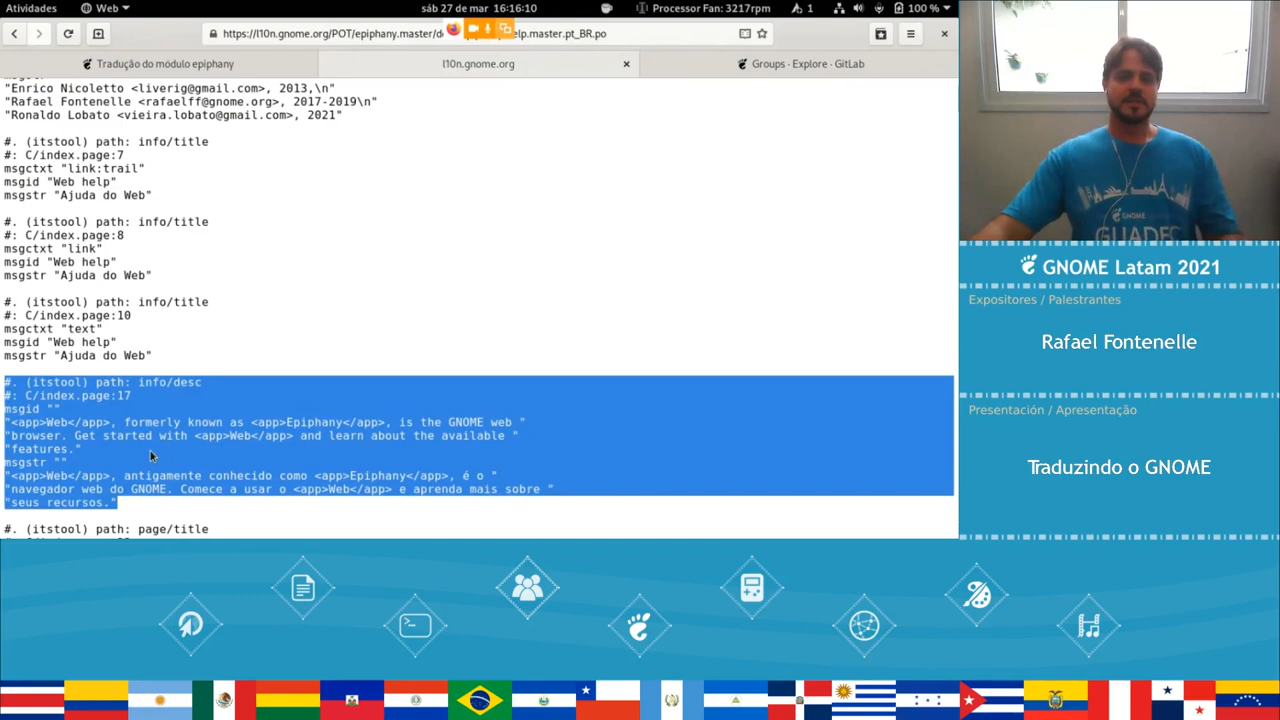 Atividades
Web
sáb 27 de mar 16:16:10
Processor Fan: 3217rpm
1
100 %
https://l10n.gnome.org/POT/epiphany.master/d
elp.master.pt_BR.po
Tradução do módulo epiphany
l10n.gnome.org
Groups · Explore · GitLab
"Enrico Nicoletto <liverig@gmail.com>, 2013,\n"
"Rafael Fontenelle <rafaelff@gnome.org>, 2017-2019\n"
"Ronaldo Lobato <vieira.lobato@gmail.com>, 2021"
#. (itstool) path: info/title
#: C/index.page:7
msgctxt "link:trail"
msgid "Web help"
msgstr "Ajuda do Web"
#. (itstool) path: info/title
#: C/index.page:8
msgctxt "link"
msgid "Web help"
msgstr "Ajuda do Web"
#. (itstool) path: info/title
#: C/index.page:10
msgctxt "text"
msgid "Web help"
msgstr "Ajuda do Web"
#. (itstool) path: info/desc
#: C/index.page:17
msgid ""
"<app>Web</app>, formerly known as <app>Epiphany</app>, is the GNOME web "
"browser. Get started with <app>Web</app> and learn about the available "
"features."
msgstr ""
"<app>Web</app>, antigamente conhecido como <app>Epiphany</app>, é o "
"navegador web do GNOME. Comece a usar o <app>Web</app> e aprenda mais sobre "
"seus recursos."
#. (itstool) path: page/title
GNOME
GUADEC
GNOME Latam 2021
Expositores / Palestrantes
Rafael Fontenelle
Presentación / Apresentação
Traduzindo o GNOME